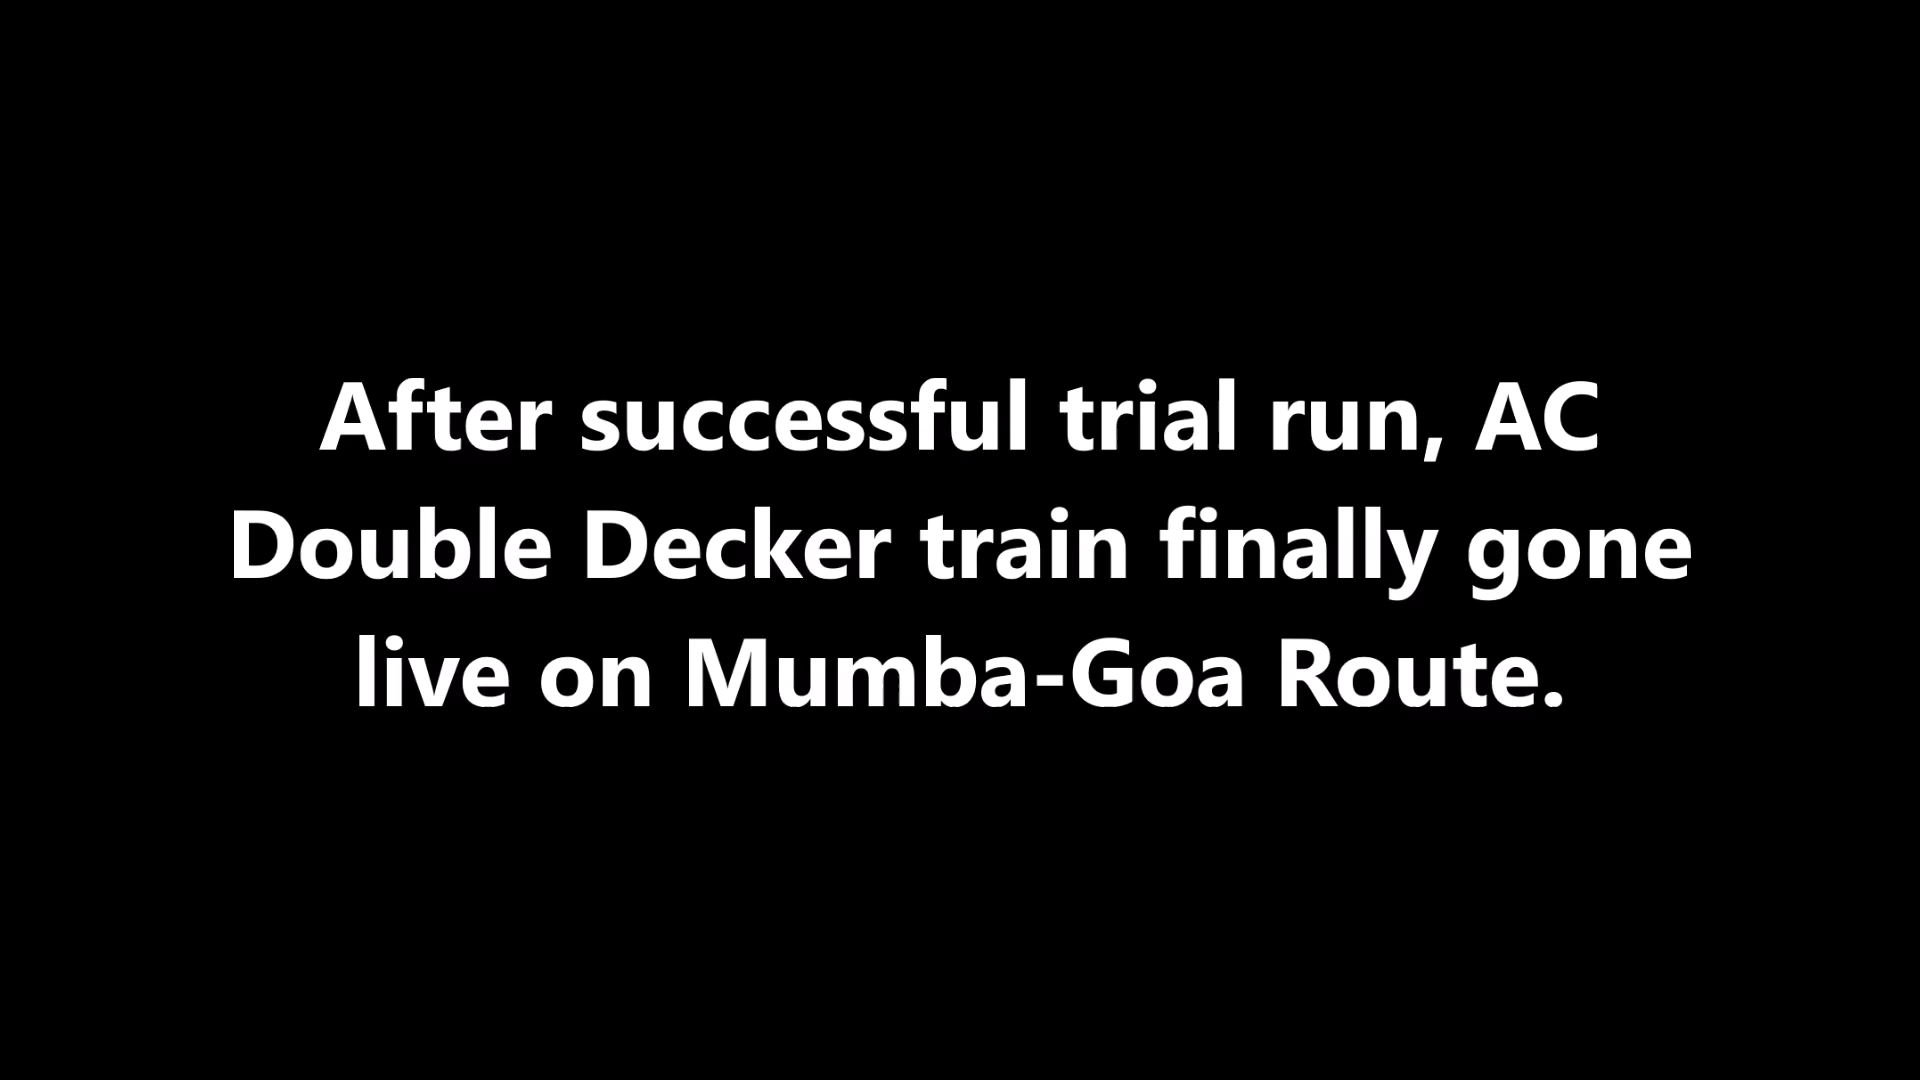 After successful trial run, AC
Double Decker train finally gone
live on Mumba-Goa Route.